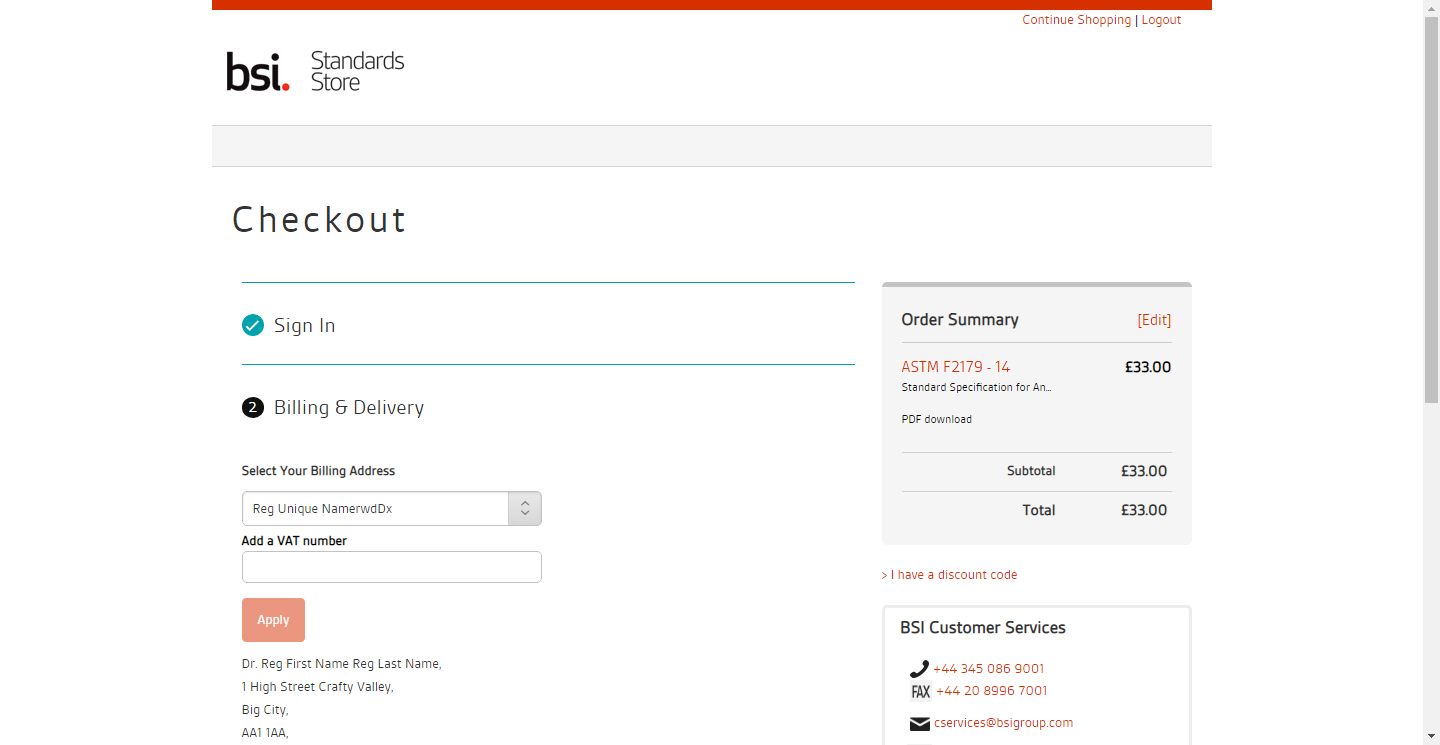 Continue Shopping | Logout
bsi. Standards Store
Checkout
Sign In
2 Billing & Delivery
Select Your Billing Address
Reg Unique NamerwdDx
Add a VAT number
Apply
Dr. Reg First Name Reg Last Name,
1 High Street Crafty Valley,
Big City,
AA1 1AA,
Order Summary [Edit]
ASTM F2179 - 14 £33.00
Standard Specification for An...
PDF download
Subtotal £33.00
Total £33.00
> I have a discount code
BSI Customer Services
+44 345 086 9001
FAX +44 20 8996 7001
cservices@bsigroup.com